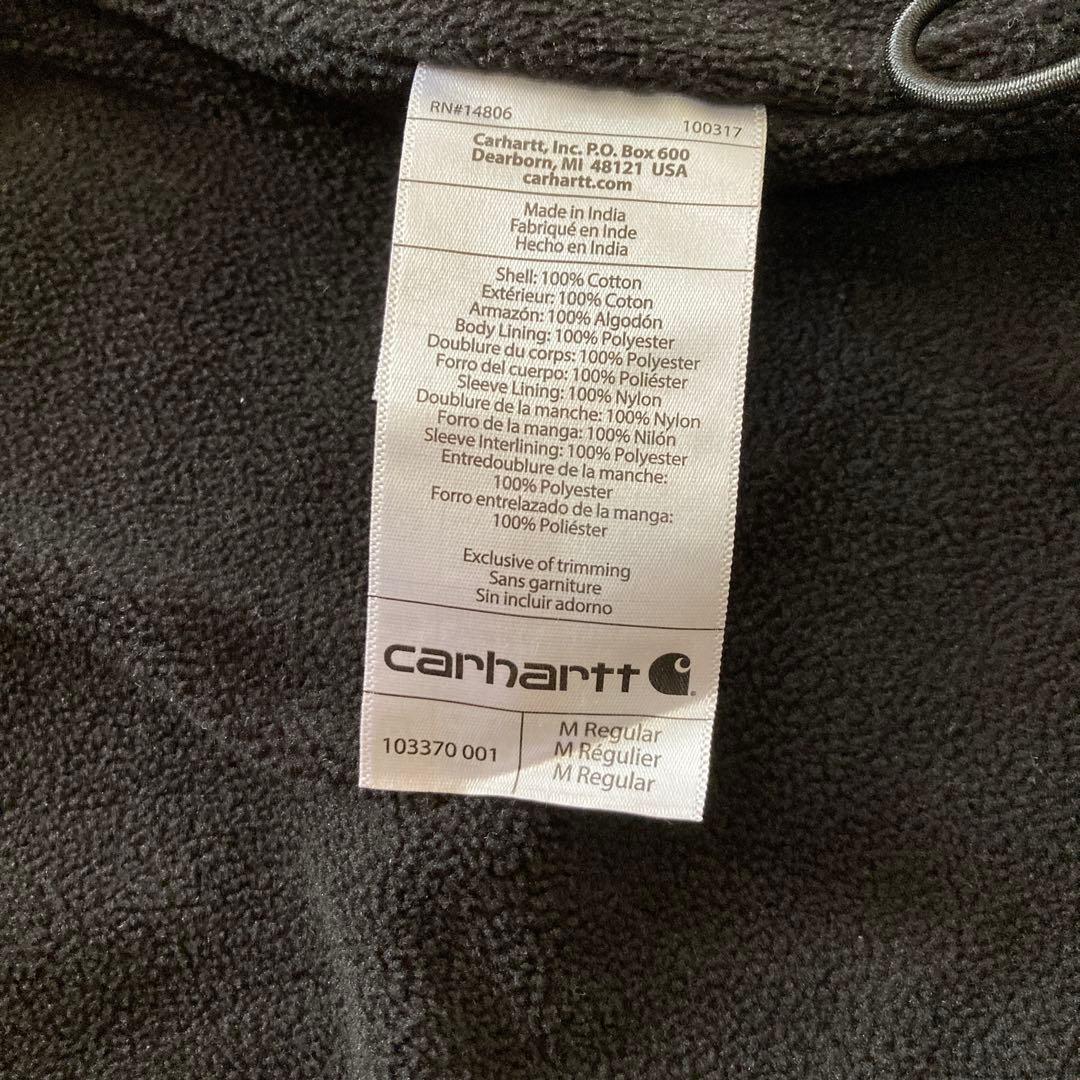 RN#14806 100317
Carhartt, Inc. P.O. Box 600
Dearborn, MI 48121 USA
carhartt.com
Made in India
Fabriqué en Inde
Hecho en India
Shell: 100% Cotton
Extérieur: 100% Coton
Armazón: 100% Algodón
Body Lining: 100% Polyester
Doublure du corps: 100% Polyester
Forro del cuerpo: 100% Poliéster
Sleeve Lining: 100% Nylon
Doublure de la manche: 100% Nylon
Forro de la manga: 100% Nilón
Sleeve Interlining: 100% Polyester
Entredoublure de la manche:
100% Polyester
Forro entrelazado de la manga:
100% Poliéster
Exclusive of trimming
Sans garniture
Sin incluir adorno
carhartt
103370 001
M Regular
M Régulier
M Regular